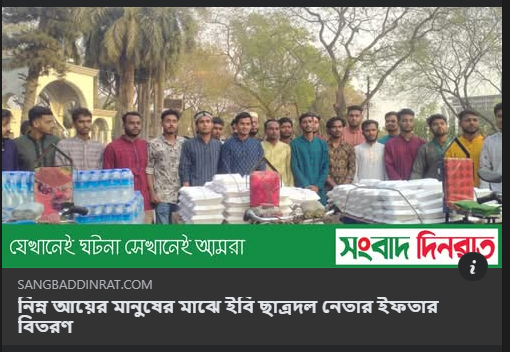 যেখানেই ঘটনা সেখানেই আমরা
সংবাদ দিনরাত
i
SANGBADDINRAT.COM
নিম্ন আয়ের মানুষের মাঝে ইবি ছাত্রদল নেতার ইফতার
বিতরণ